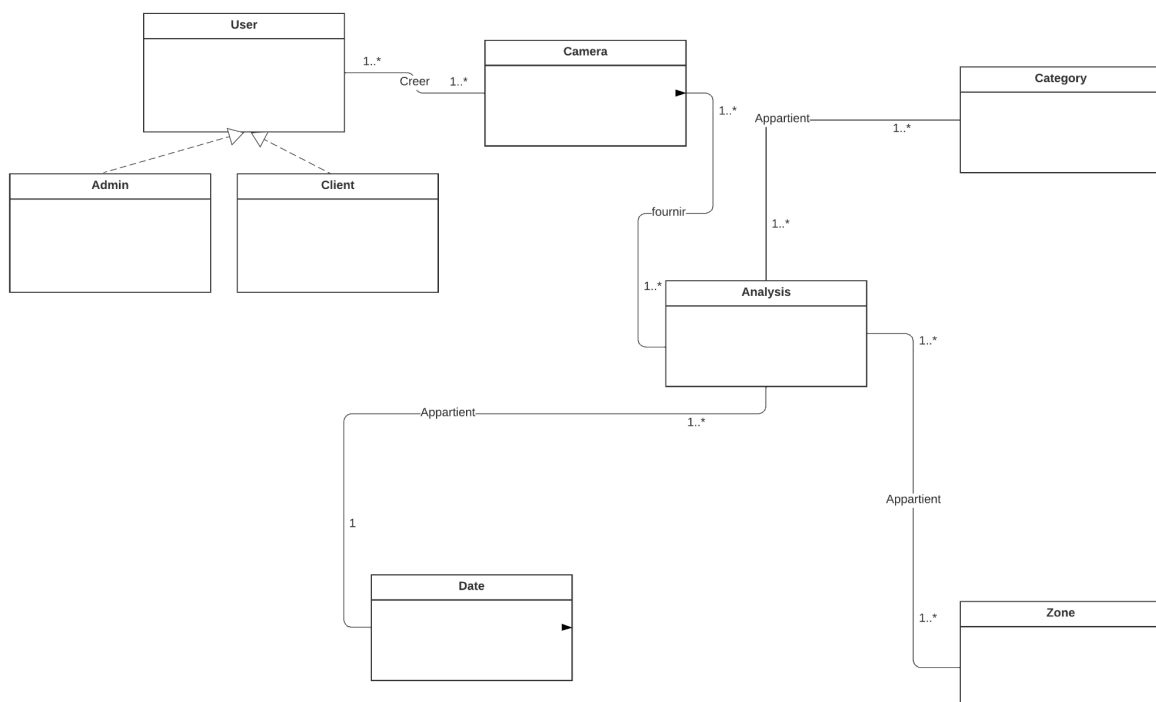 User
1..*
Creer
1..*
Camera
1..*
Category
Appartient
1..*
Admin
Client
fournir
1..*
1..*
Analysis
1..*
Appartient
1..*
1
Appartient
Date
1..*
Zone